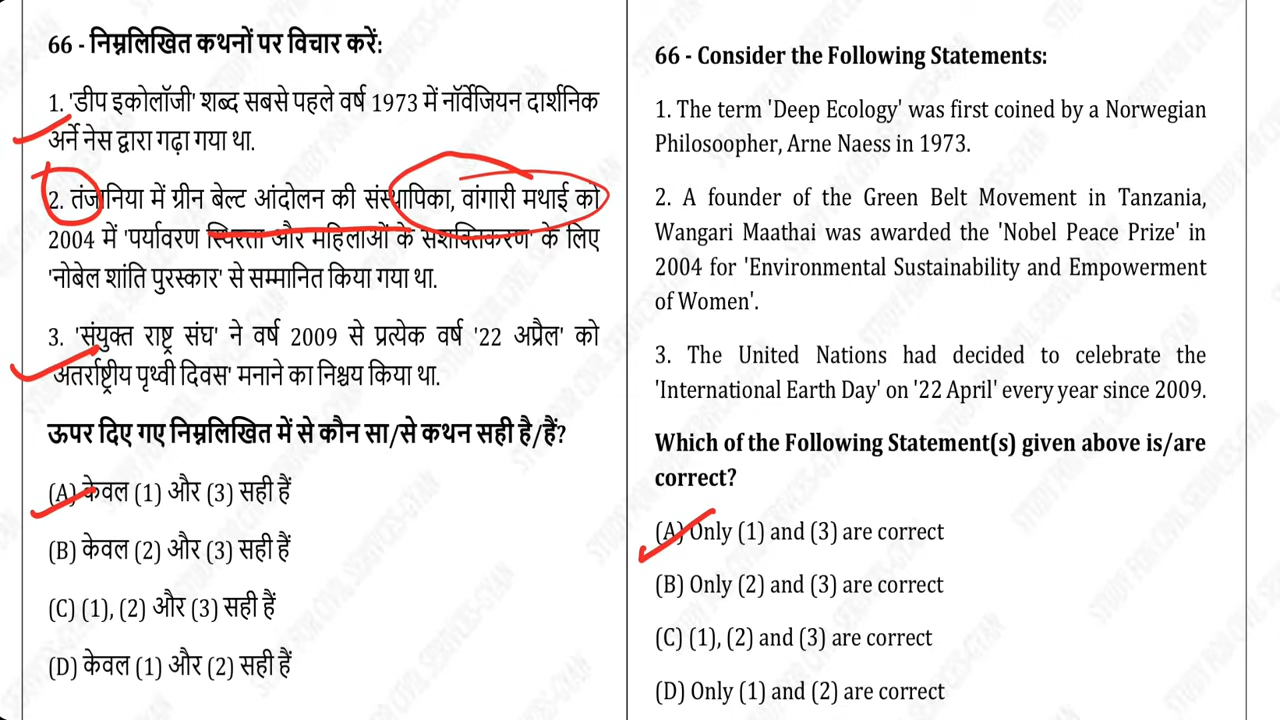 66 - निम्नलिखित कथनों पर विचार करें:
1. 'डीप इकोलॉजी' शब्द सबसे पहले वर्ष 1973 में नॉर्वेजियन दार्शनिक
अर्ने नेस द्वारा गढ़ा गया था.
2. तंजानिया में ग्रीन बेल्ट आंदोलन की संस्थापिका, वांगारी मथाई को
2004 में 'पर्यावरण स्थिरता और महिलाओं के सशक्तिकरण' के लिए
'नोबेल शांति पुरस्कार' से सम्मानित किया गया था.
3. 'संयुक्त राष्ट्र संघ' ने वर्ष 2009 से प्रत्येक वर्ष '22 अप्रैल' को
'अंतर्राष्ट्रीय पृथ्वी दिवस' मनाने का निश्चय किया था.
ऊपर दिए गए निम्नलिखित में से कौन सा/से कथन सही है/हैं?
(A) केवल (1) और (3) सही हैं
(B) केवल (2) और (3) सही हैं
(C) (1), (2) और (3) सही हैं
(D) केवल (1) और (2) सही हैं
66 - Consider the Following Statements:
1. The term 'Deep Ecology' was first coined by a Norwegian
Philosoopher, Arne Naess in 1973.
2. A founder of the Green Belt Movement in Tanzania,
Wangari Maathai was awarded the 'Nobel Peace Prize' in
2004 for 'Environmental Sustainability and Empowerment
of Women'.
3. The United Nations had decided to celebrate the
'International Earth Day' on '22 April' every year since 2009.
Which of the Following Statement(s) given above is/are
correct?
(A) Only (1) and (3) are correct
(B) Only (2) and (3) are correct
(C) (1), (2) and (3) are correct
(D) Only (1) and (2) are correct